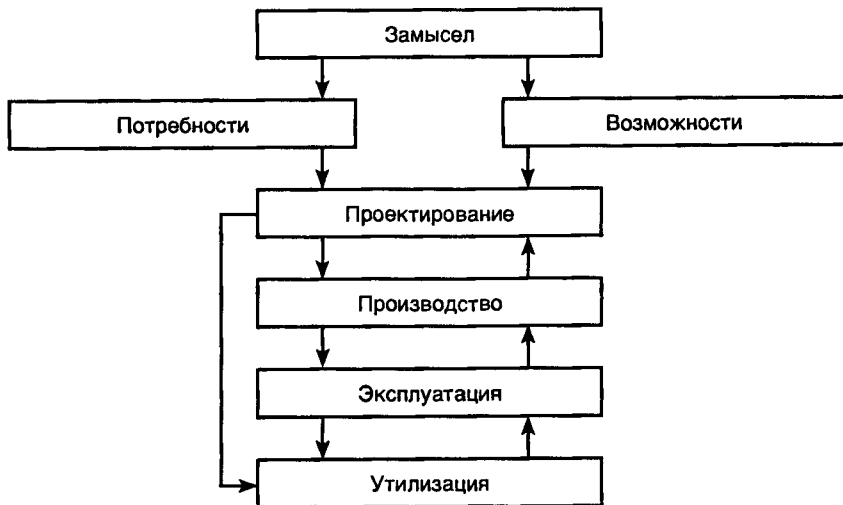 Замысел
Потребности
Возможности
Проектирование
Производство
Эксплуатация
Утилизация